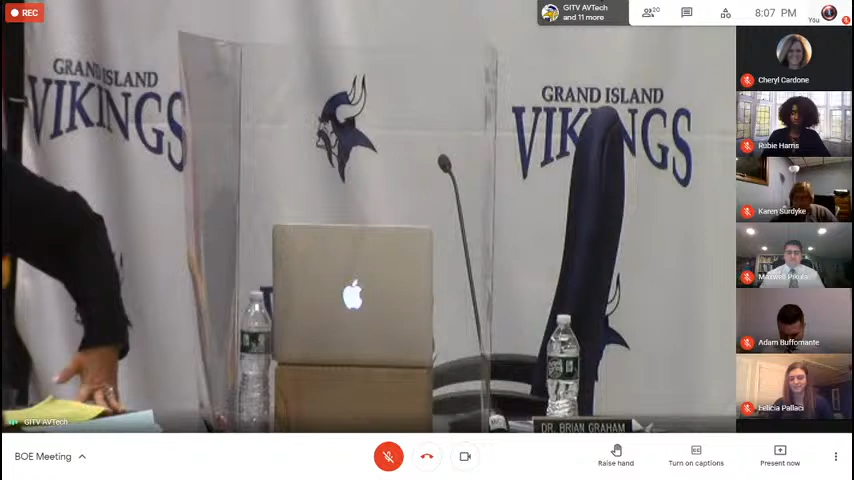 REC
GITV AVTech
and 11 more
20
8:07 PM
You
GRAND ISLAND
VIKINGS
GRAND ISLAND
VIKINGS
Cheryl Cardone
Rubie Harris
Karen Surdyke
Adam Buffomante
GITV AVTech
DR. BRIAN GRAHAM
BOE Meeting
Raise hand
CC
Turn on captions
Present now